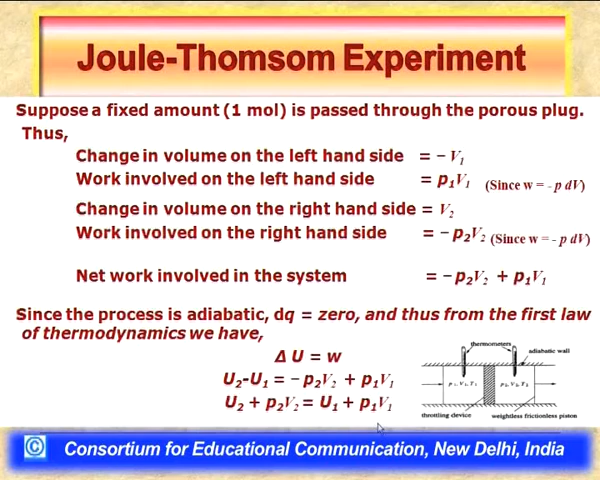 Joule-Thomsom Experiment
Suppose a fixed amount (1 mol) is passed through the porous plug.
Thus,
Change in volume on the left hand side = – V₁
Work involved on the left hand side = p₁V₁ (Since w = - p dV)
Change in volume on the right hand side = V₂
Work involved on the right hand side = – p₂V₂ (Since w = - p dV)
Net work involved in the system = – p₂V₂ + p₁V₁
Since the process is adiabatic, dq = zero, and thus from the first law
of thermodynamics we have,
Δ U = w
U₂-U₁ = – p₂V₂ + p₁V₁
U₂ + p₂V₂ = U₁ + p₁V₁
thermometers
adiabatic wall
p₁, V₁, T₁ p₂, V₂, T₂
throttling device weightless frictionless piston
© Consortium for Educational Communication, New Delhi, India